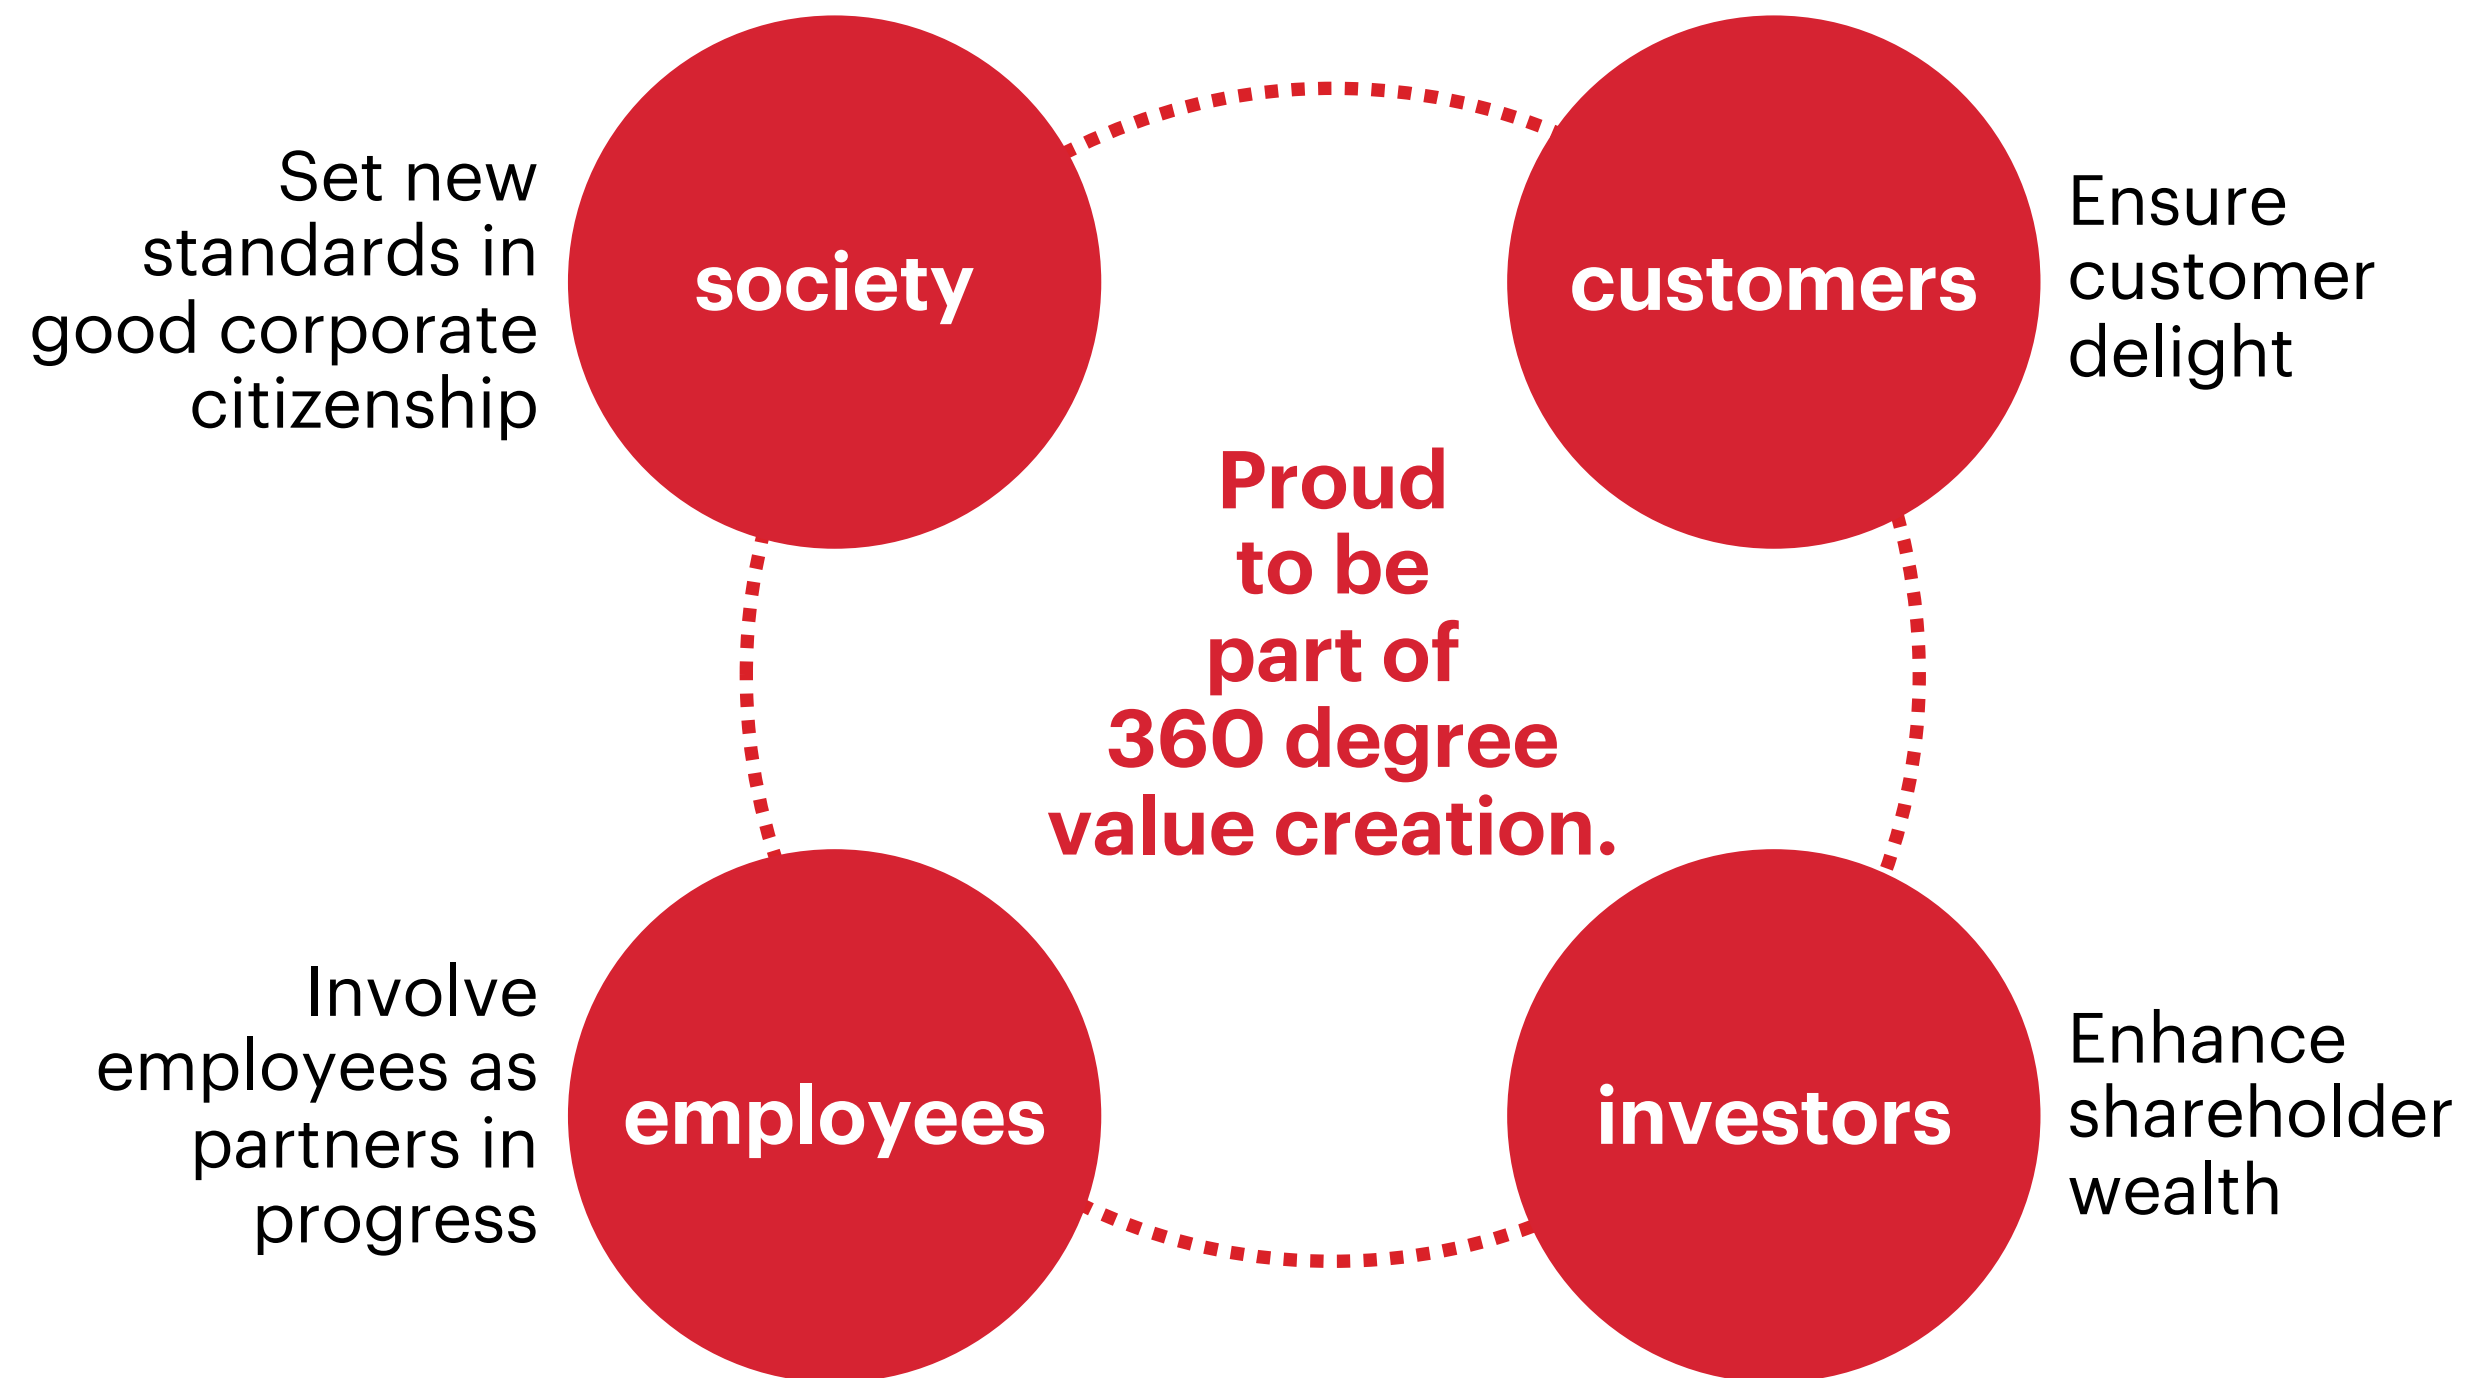 Set new
standards in
good corporate
citizenship
society
customers
Ensure
customer
delight
Proud
to be
part of
360 degree
value creation.
Involve
employees as
partners in
progress
employees
investors
Enhance
shareholder
wealth